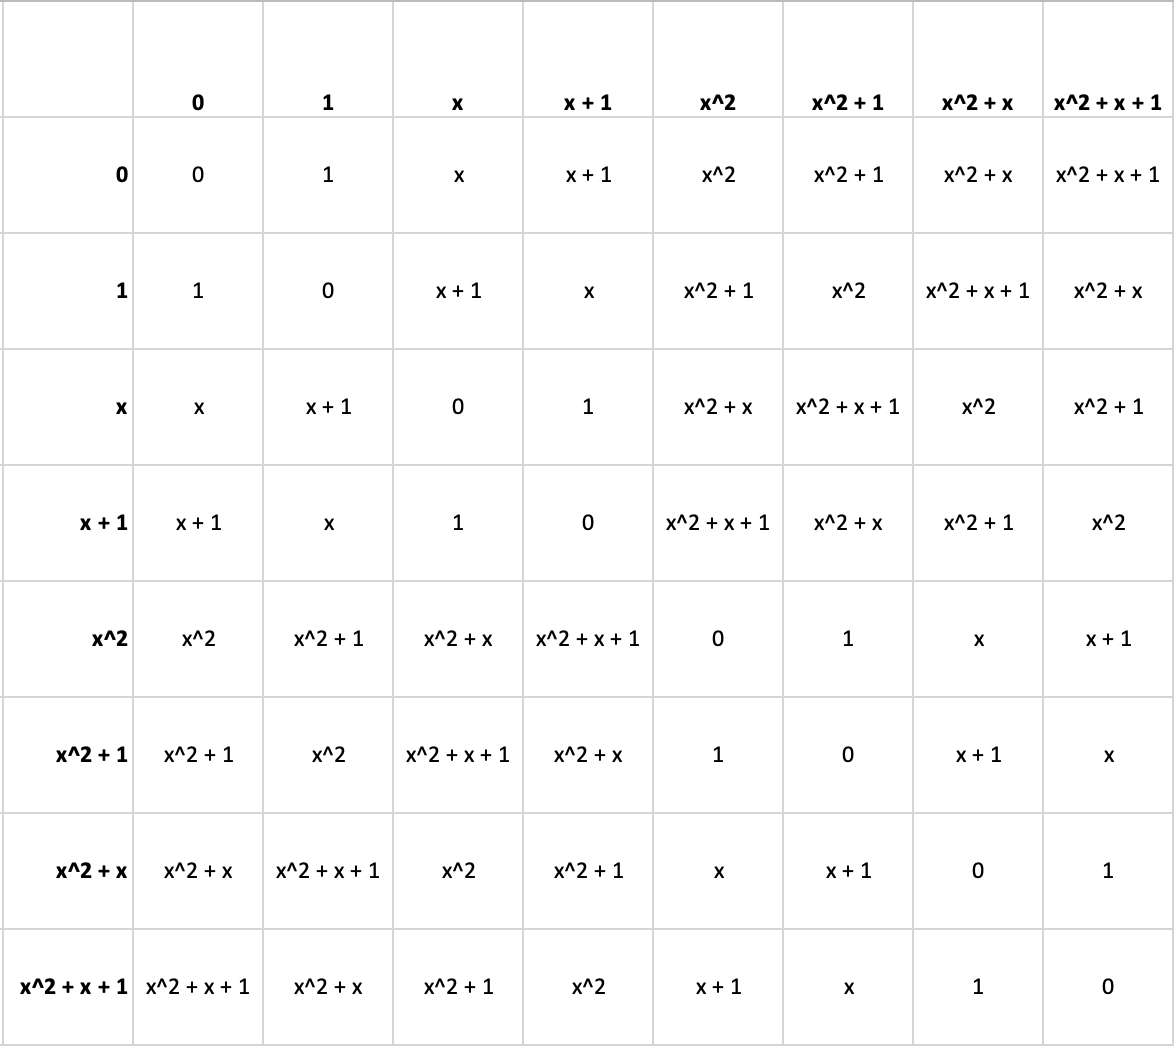 0 1 x x + 1 x^2 x^2 + 1 x^2 + x x^2 + x + 1
0 0 1 x x + 1 x^2 x^2 + 1 x^2 + x x^2 + x + 1
1 1 0 x + 1 x x^2 + 1 x^2 x^2 + x + 1 x^2 + x
x x x + 1 0 1 x^2 + x x^2 + x + 1 x^2 x^2 + 1
x + 1 x + 1 x 1 0 x^2 + x + 1 x^2 + x x^2 + 1 x^2
x^2 x^2 x^2 + 1 x^2 + x x^2 + x + 1 0 1 x x + 1
x^2 + 1 x^2 + 1 x^2 x^2 + x + 1 x^2 + x 1 0 x + 1 x
x^2 + x x^2 + x x^2 + x + 1 x^2 x^2 + 1 x x + 1 0 1
x^2 + x + 1 x^2 + x + 1 x^2 + x x^2 + 1 x^2 x + 1 x 1 0